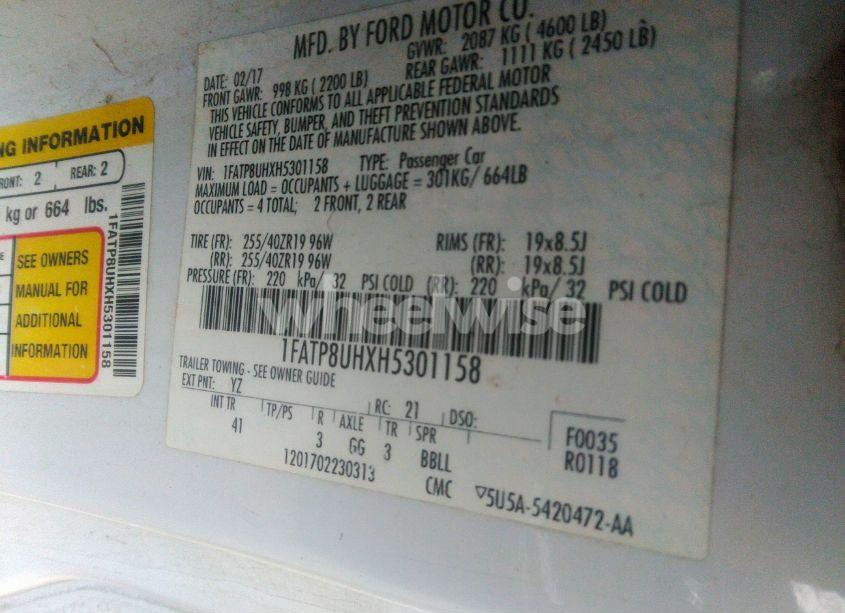 NG INFORMATION
RONT: 2 REAR: 2
kg or 664 lbs.
SEE OWNERS
MANUAL FOR
ADDITIONAL
INFORMATION
1FATP8UHXH5301158
MFD. BY FORD MOTOR CO.
DATE: 02/17 GVWR: 2087 KG ( 4600 LB)
FRONT GAWR: 998 KG ( 2200 LB) REAR GAWR: 1111 KG ( 2450 LB)
THIS VEHICLE CONFORMS TO ALL APPLICABLE FEDERAL MOTOR
VEHICLE SAFETY, BUMPER, AND THEFT PREVENTION STANDARDS
IN EFFECT ON THE DATE OF MANUFACTURE SHOWN ABOVE.
VIN: 1FATP8UHXH5301158 TYPE: Passenger Car
MAXIMUM LOAD = OCCUPANTS + LUGGAGE = 301KG/ 664LB
OCCUPANTS = 4 TOTAL; 2 FRONT, 2 REAR
TIRE (FR): 255/40ZR19 96W RIMS (FR): 19x8.5J
(RR): 255/40ZR19 96W (RR): 19x8.5J
PRESSURE (FR): 220 kPa/ 32 PSI COLD (RR): 220 kPa/ 32 PSI COLD
wheelwise
1FATP8UHXH5301158
TRAILER TOWING - SEE OWNER GUIDE
EXT PNT: YZ RC: 21 DSO:
INT TR TP/PS R AXLE TR SPR F0035
41 3 GG 3 BBLL R0118
1201702230313 CMC ▽5U5A-5420472-AA